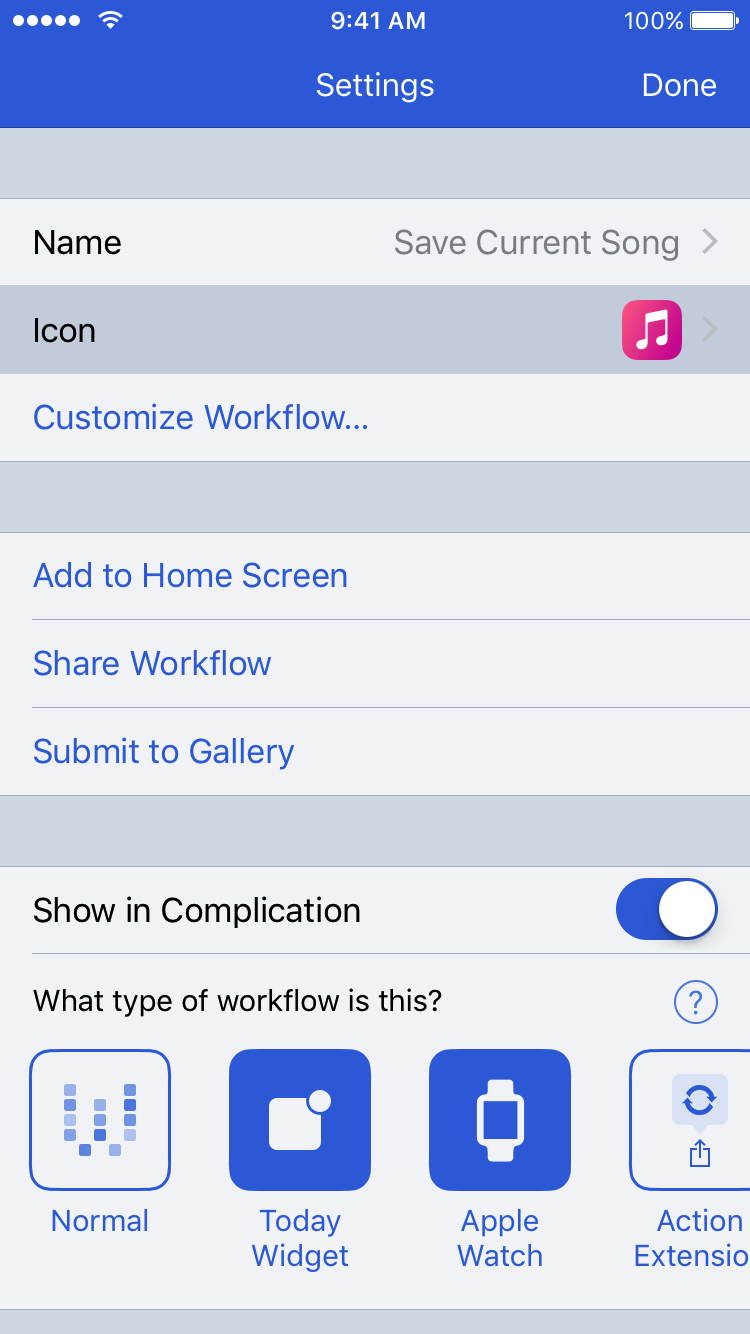 9:41 AM 100%
Settings Done
Name Save Current Song
Icon
Customize Workflow...
Add to Home Screen
Share Workflow
Submit to Gallery
Show in Complication
What type of workflow is this? ?
Normal Today Apple Action
Widget Watch Extensio